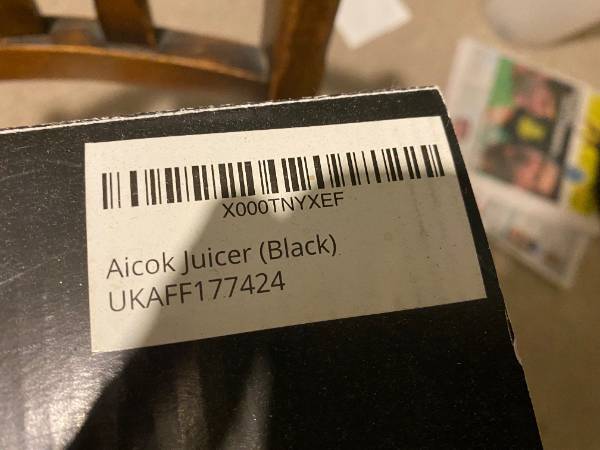 X000TNYXEF
Aicok Juicer (Black)
UKAFF177424